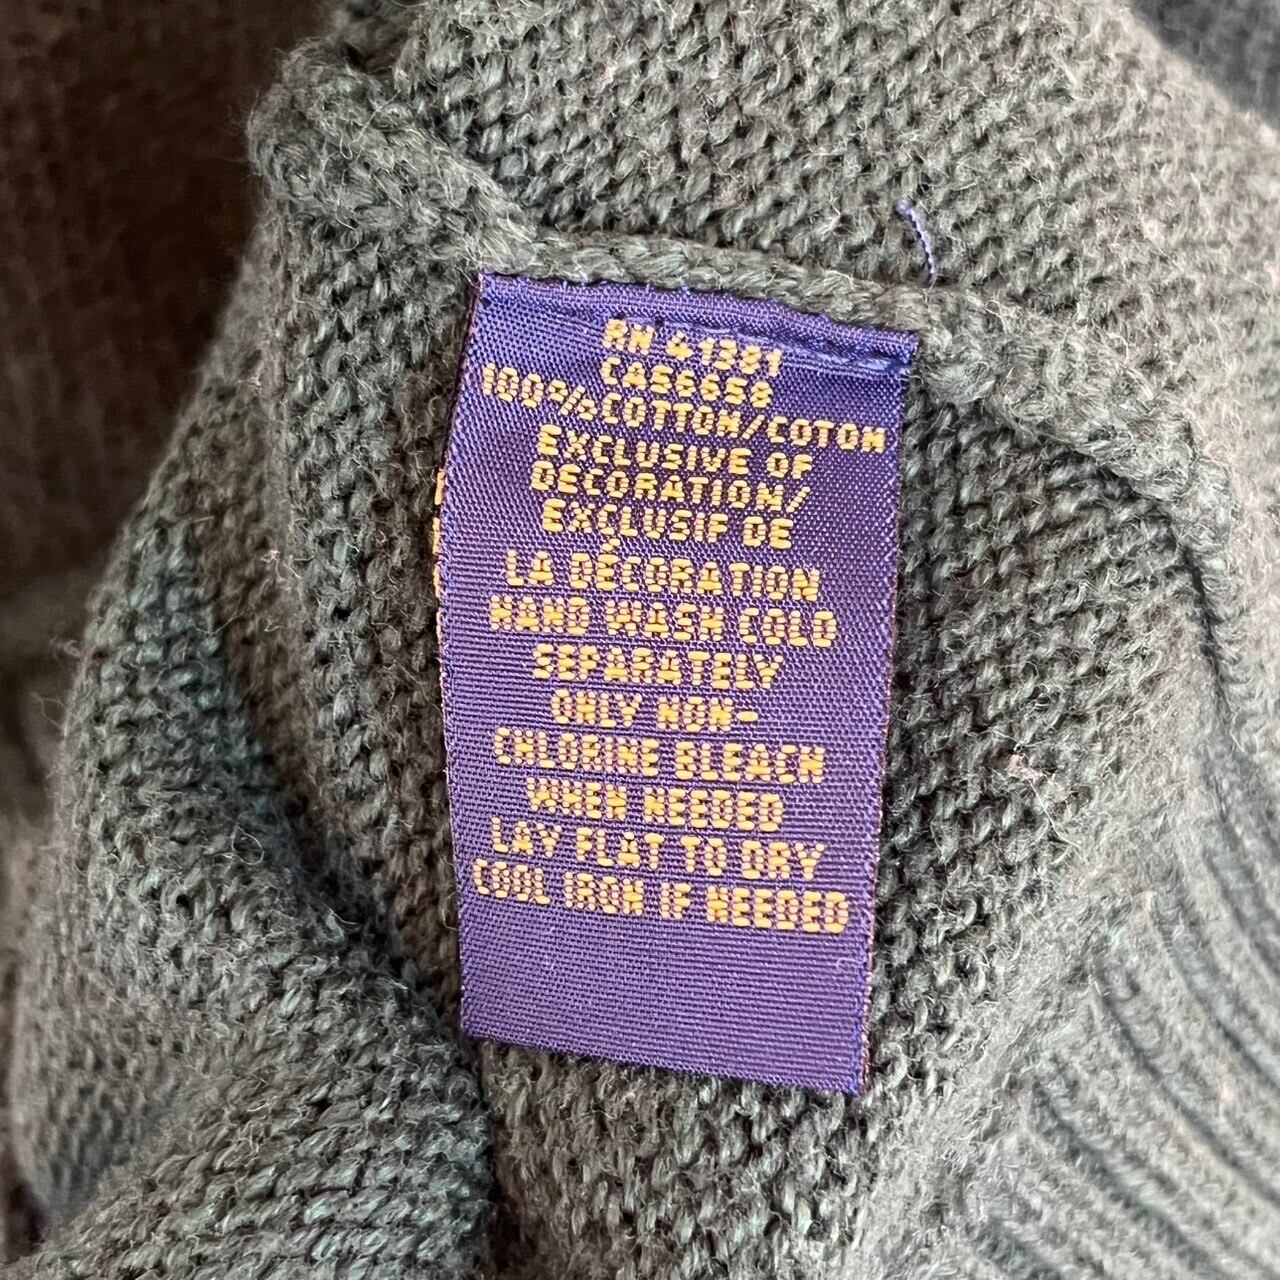 RN 41381
CA56658
100% COTTON/COTON
EXCLUSIVE OF
DECORATION/
EXCLUSIF DE
LA DÉCORATION
HAND WASH COLD
SEPARATELY
ONLY NON-
CHLORINE BLEACH
WHEN NEEDED
LAY FLAT TO DRY
COOL IRON IF NEEDED